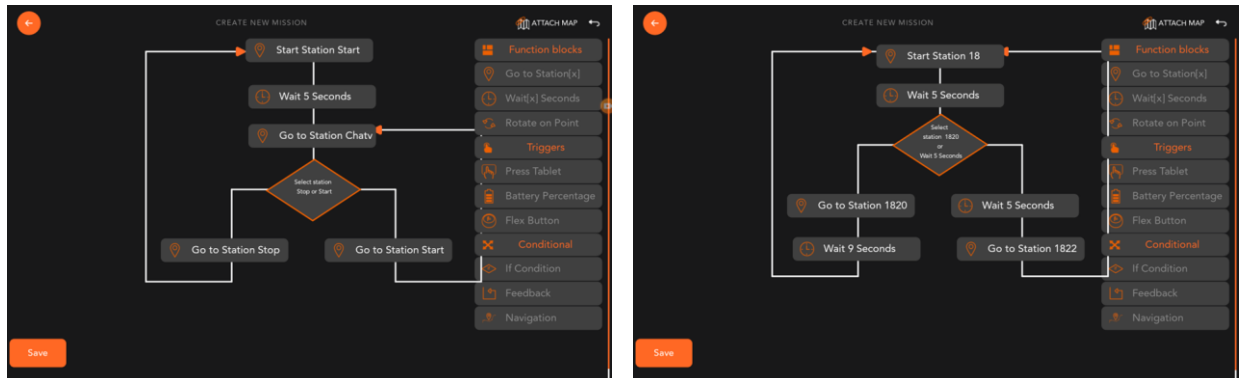 CREATE NEW MISSION
ATTACH MAP
Start Station Start
Wait 5 Seconds
Go to Station Chatv
Select station
Stop or Start
Go to Station Stop
Go to Station Start
Function blocks
Go to Station[x]
Wait[x] Seconds
Rotate on Point
Triggers
Press Tablet
Battery Percentage
Flex Button
Conditional
If Condition
Feedback
Navigation
Save
CREATE NEW MISSION
ATTACH MAP
Start Station 18
Wait 5 Seconds
Select
station 1820
or
Wait 5 Seconds
Go to Station 1820
Wait 5 Seconds
Wait 9 Seconds
Go to Station 1822
Function blocks
Go to Station[x]
Wait[x] Seconds
Rotate on Point
Triggers
Press Tablet
Battery Percentage
Flex Button
Conditional
If Condition
Feedback
Navigation
Save